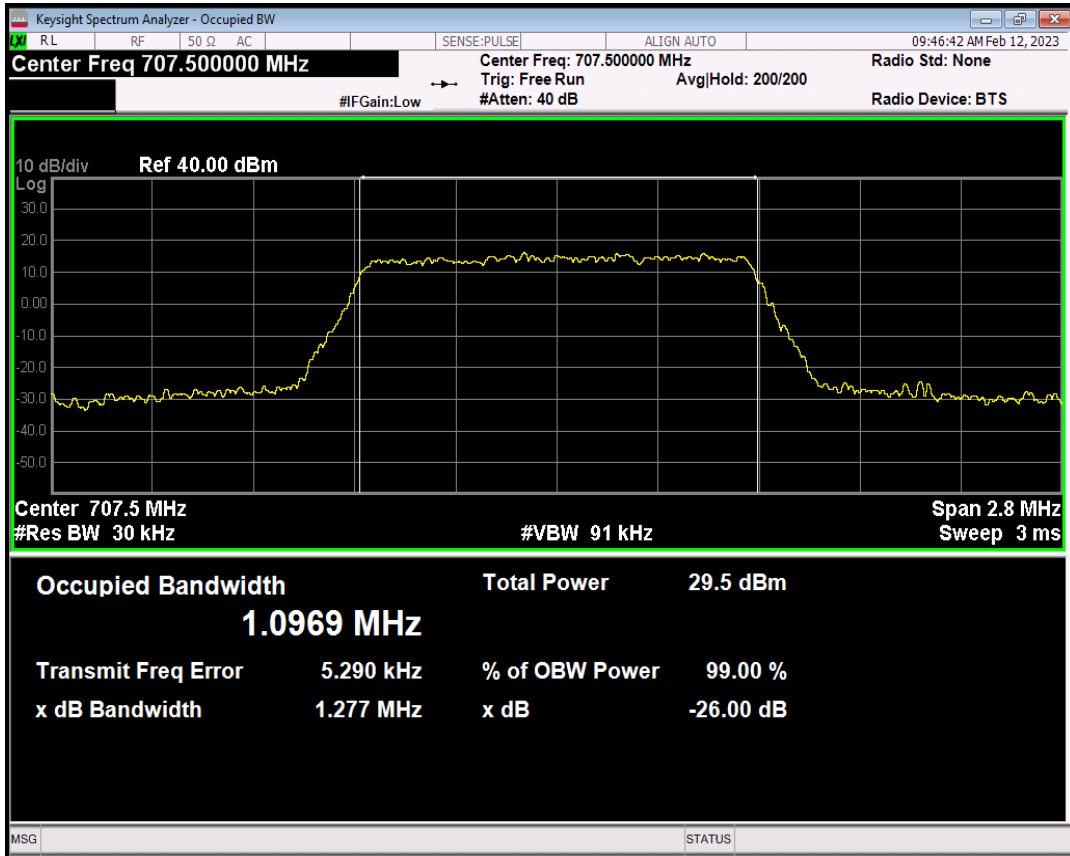 Keysight Spectrum Analyzer - Occupied BW
LXI RL RF 50 Ω AC SENSE:PULSE ALIGN AUTO 09:46:42 AM Feb 12, 2023
Center Freq 707.500000 MHz Center Freq: 707.500000 MHz Radio Std: None
Trig: Free Run Avg|Hold: 200/200
#IFGain:Low #Atten: 40 dB Radio Device: BTS
10 dB/div Ref 40.00 dBm
Log
30.0
20.0
10.0
0.00
-10.0
-20.0
-30.0
-40.0
-50.0
Center 707.5 MHz Span 2.8 MHz
#Res BW 30 kHz #VBW 91 kHz Sweep 3 ms
Occupied Bandwidth Total Power 29.5 dBm
1.0969 MHz
Transmit Freq Error 5.290 kHz % of OBW Power 99.00 %
x dB Bandwidth 1.277 MHz x dB -26.00 dB
MSG STATUS